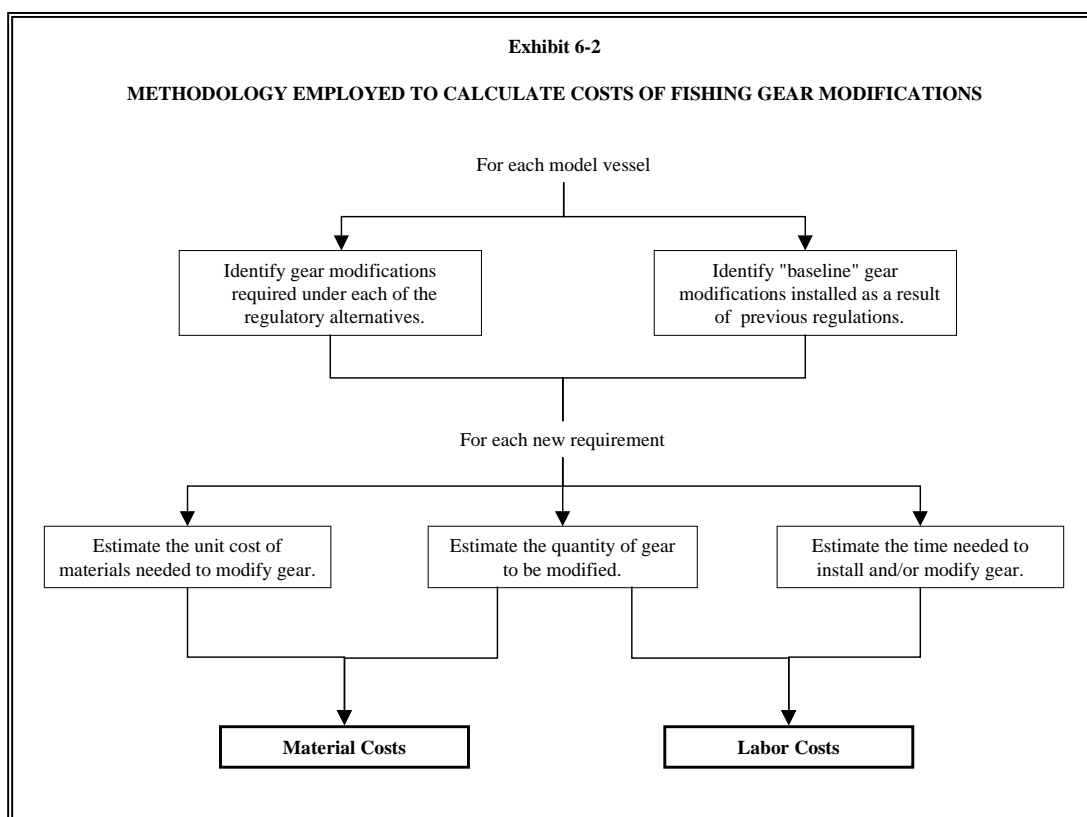 Exhibit 6-2
METHODOLOGY EMPLOYED TO CALCULATE COSTS OF FISHING GEAR MODIFICATIONS
For each model vessel
Identify gear modifications
required under each of the
regulatory alternatives.
Identify "baseline" gear
modifications installed as a result
of previous regulations.
For each new requirement
Estimate the unit cost of
materials needed to modify gear.
Estimate the quantity of gear
to be modified.
Estimate the time needed to
install and/or modify gear.
Material Costs
Labor Costs